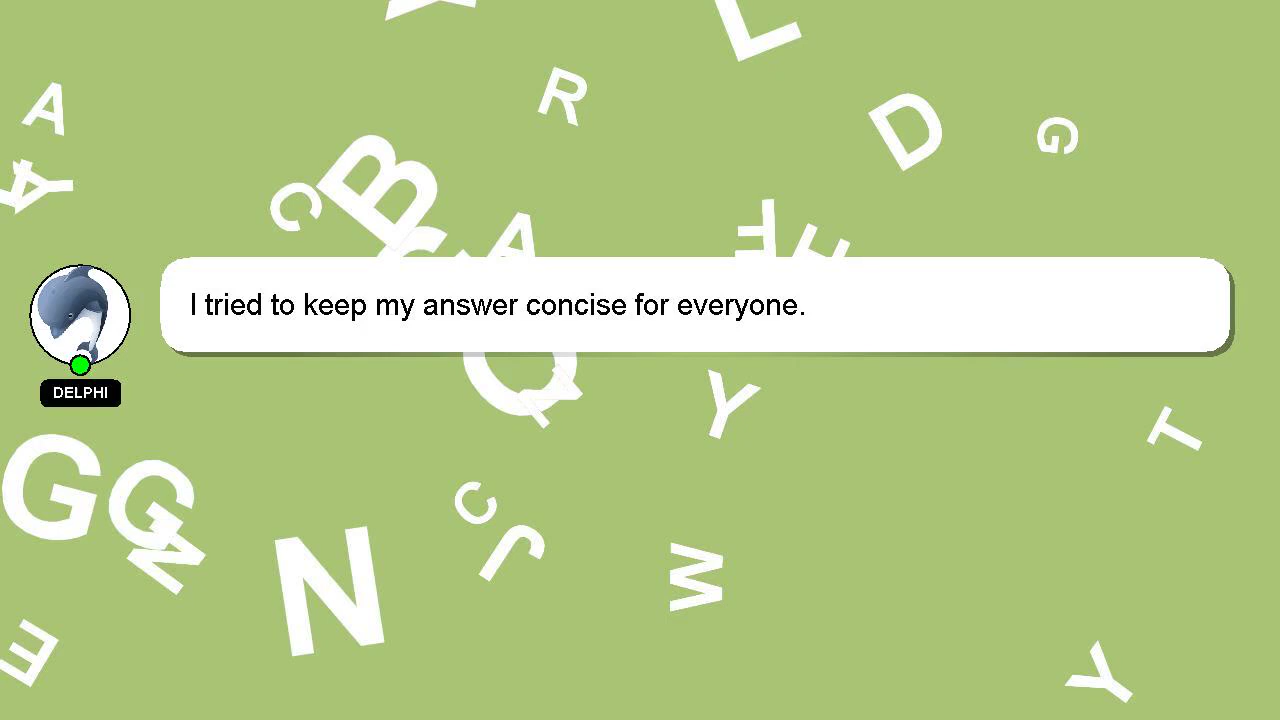 I tried to keep my answer concise for everyone.
DELPHI
L
R
A
D
G
B
C
A
Y
A
F
F
Q
Y
T
G
G
N
C
J
N
W
E
Y